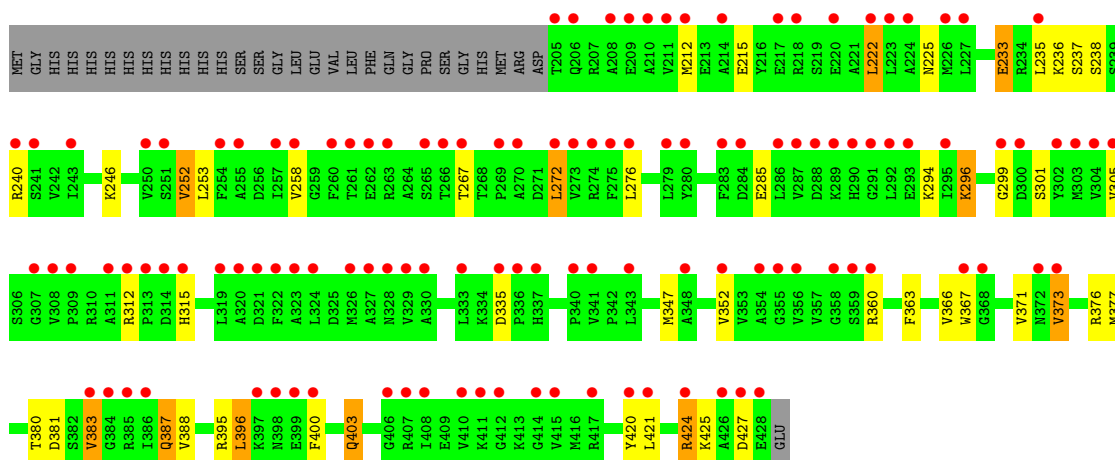 MET GLY HIS HIS HIS HIS HIS HIS HIS HIS HIS HIS SER SER GLY LEU GLU VAL LEU PHE GLN GLY PRO SER GLY HIS MET ARG ASP T205 Q206 R207 A208 E209 A210 V211 M212 E213 A214 E215 Y216 E217 R218 S219 E220 A221 L222 L223 A224 N225 M226 L227 E233 R234 L235 K236 S237 S238 S239
R240 S241 V242 I243 K246 V250 S251 V252 L253 F254 A255 D256 I257 V258 G259 F260 T261 E262 R263 A264 S265 T266 T267 T268 P269 A270 D271 L272 V273 R274 F275 L276 L279 Y280 F283 D284 E285 L286 V287 D288 K289 H290 G291 L292 E293 K294 I295 K296 G299 D300 S301 Y302 M303 V304 V305
S306 G307 V308 P309 R310 A311 R312 P313 D314 H315 L319 A320 D321 F322 A323 L324 D325 M326 A327 N328 V329 A330 L333 K334 D335 P336 H337 P340 V341 V342 L343 M347 A348 V352 V353 A354 G355 V356 V357 G358 S359 R360 F363 V366 W367 G368 V371 N372 V373 R376 M377
T380 D381 S382 V383 G384 R385 I386 Q387 V388 R395 L396 K397 N398 E399 F400 Q403 G406 R407 I408 E409 V410 K411 G412 K413 G414 V415 M416 R417 Y420 L421 R424 K425 A426 D427 E428 GLU